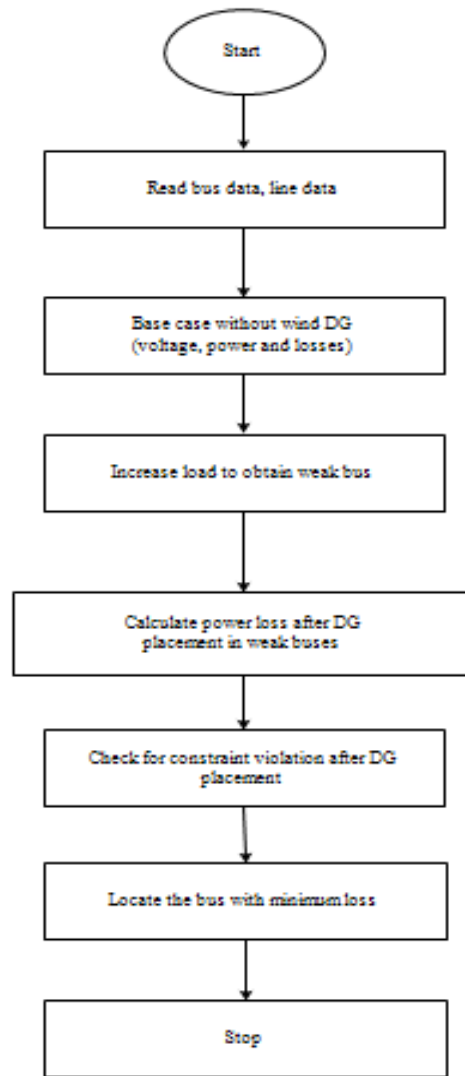 Start
Read bus data, line data
Base case without wind DG
(voltage, power and losses)
Increase load to obtain weak bus
Calculate power loss after DG
placement in weak buses
Check for constraint violation after DG
placement
Locate the bus with minimum loss
Stop